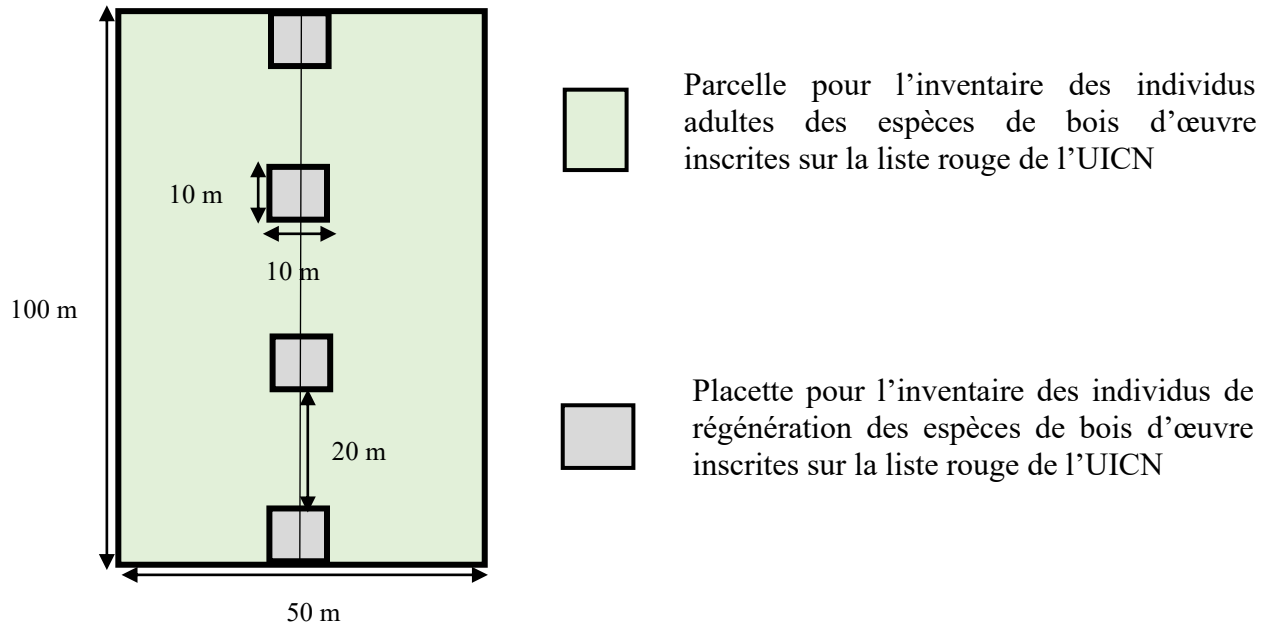 Parcelle pour l’inventaire des individus
adultes des espèces de bois d’œuvre
inscrites sur la liste rouge de l’UICN
10 m
10 m
100 m
Placette pour l’inventaire des individus de
régénération des espèces de bois d’œuvre
inscrites sur la liste rouge de l’UICN
20 m
50 m